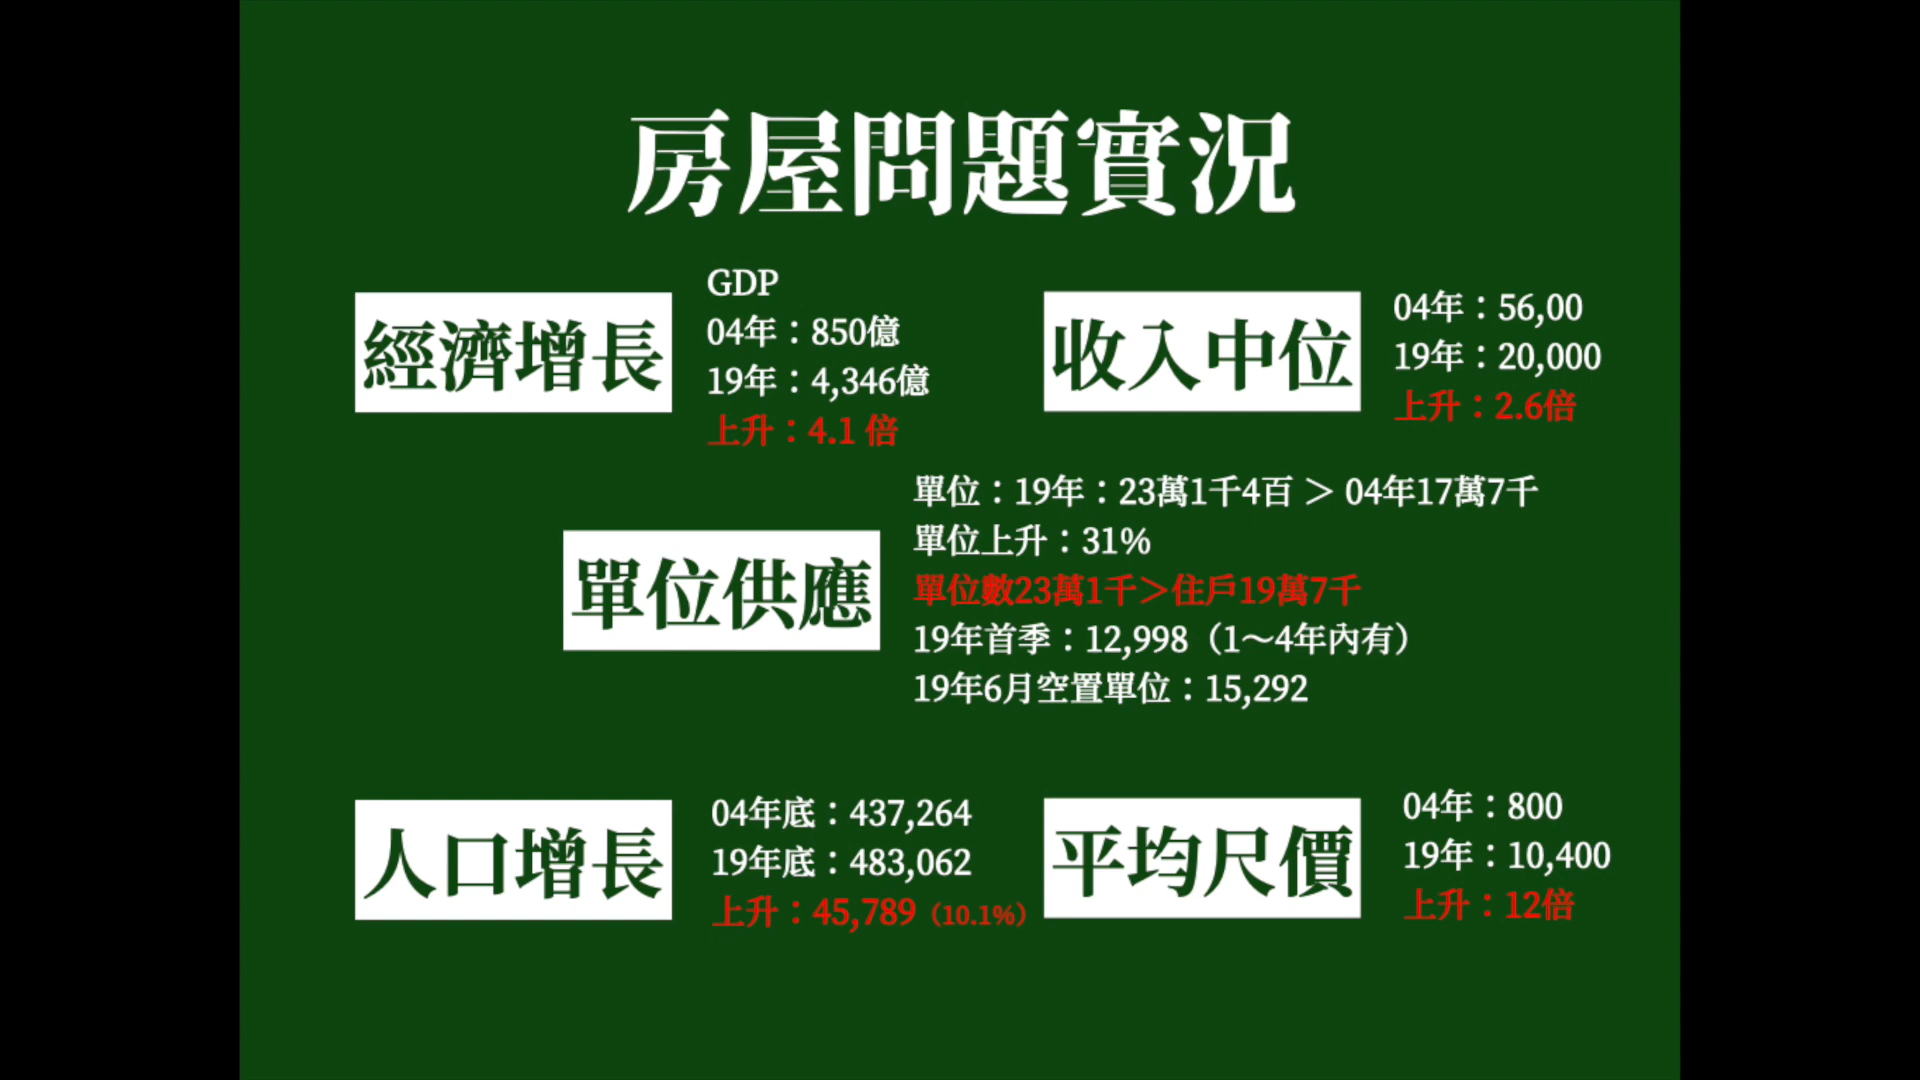 房屋問題實況
經濟增長
GDP
04年：850億
19年：4,346億
上升：4.1 倍
收入中位
04年：56,00
19年：20,000
上升：2.6倍
單位供應
單位：19年：23萬1千4百 ＞ 04年17萬7千
單位上升：31%
單位數23萬1千＞住戶19萬7千
19年首季：12,998（1～4年內有）
19年6月空置單位：15,292
人口增長
04年底：437,264
19年底：483,062
上升：45,789（10.1%）
平均尺價
04年：800
19年：10,400
上升：12倍